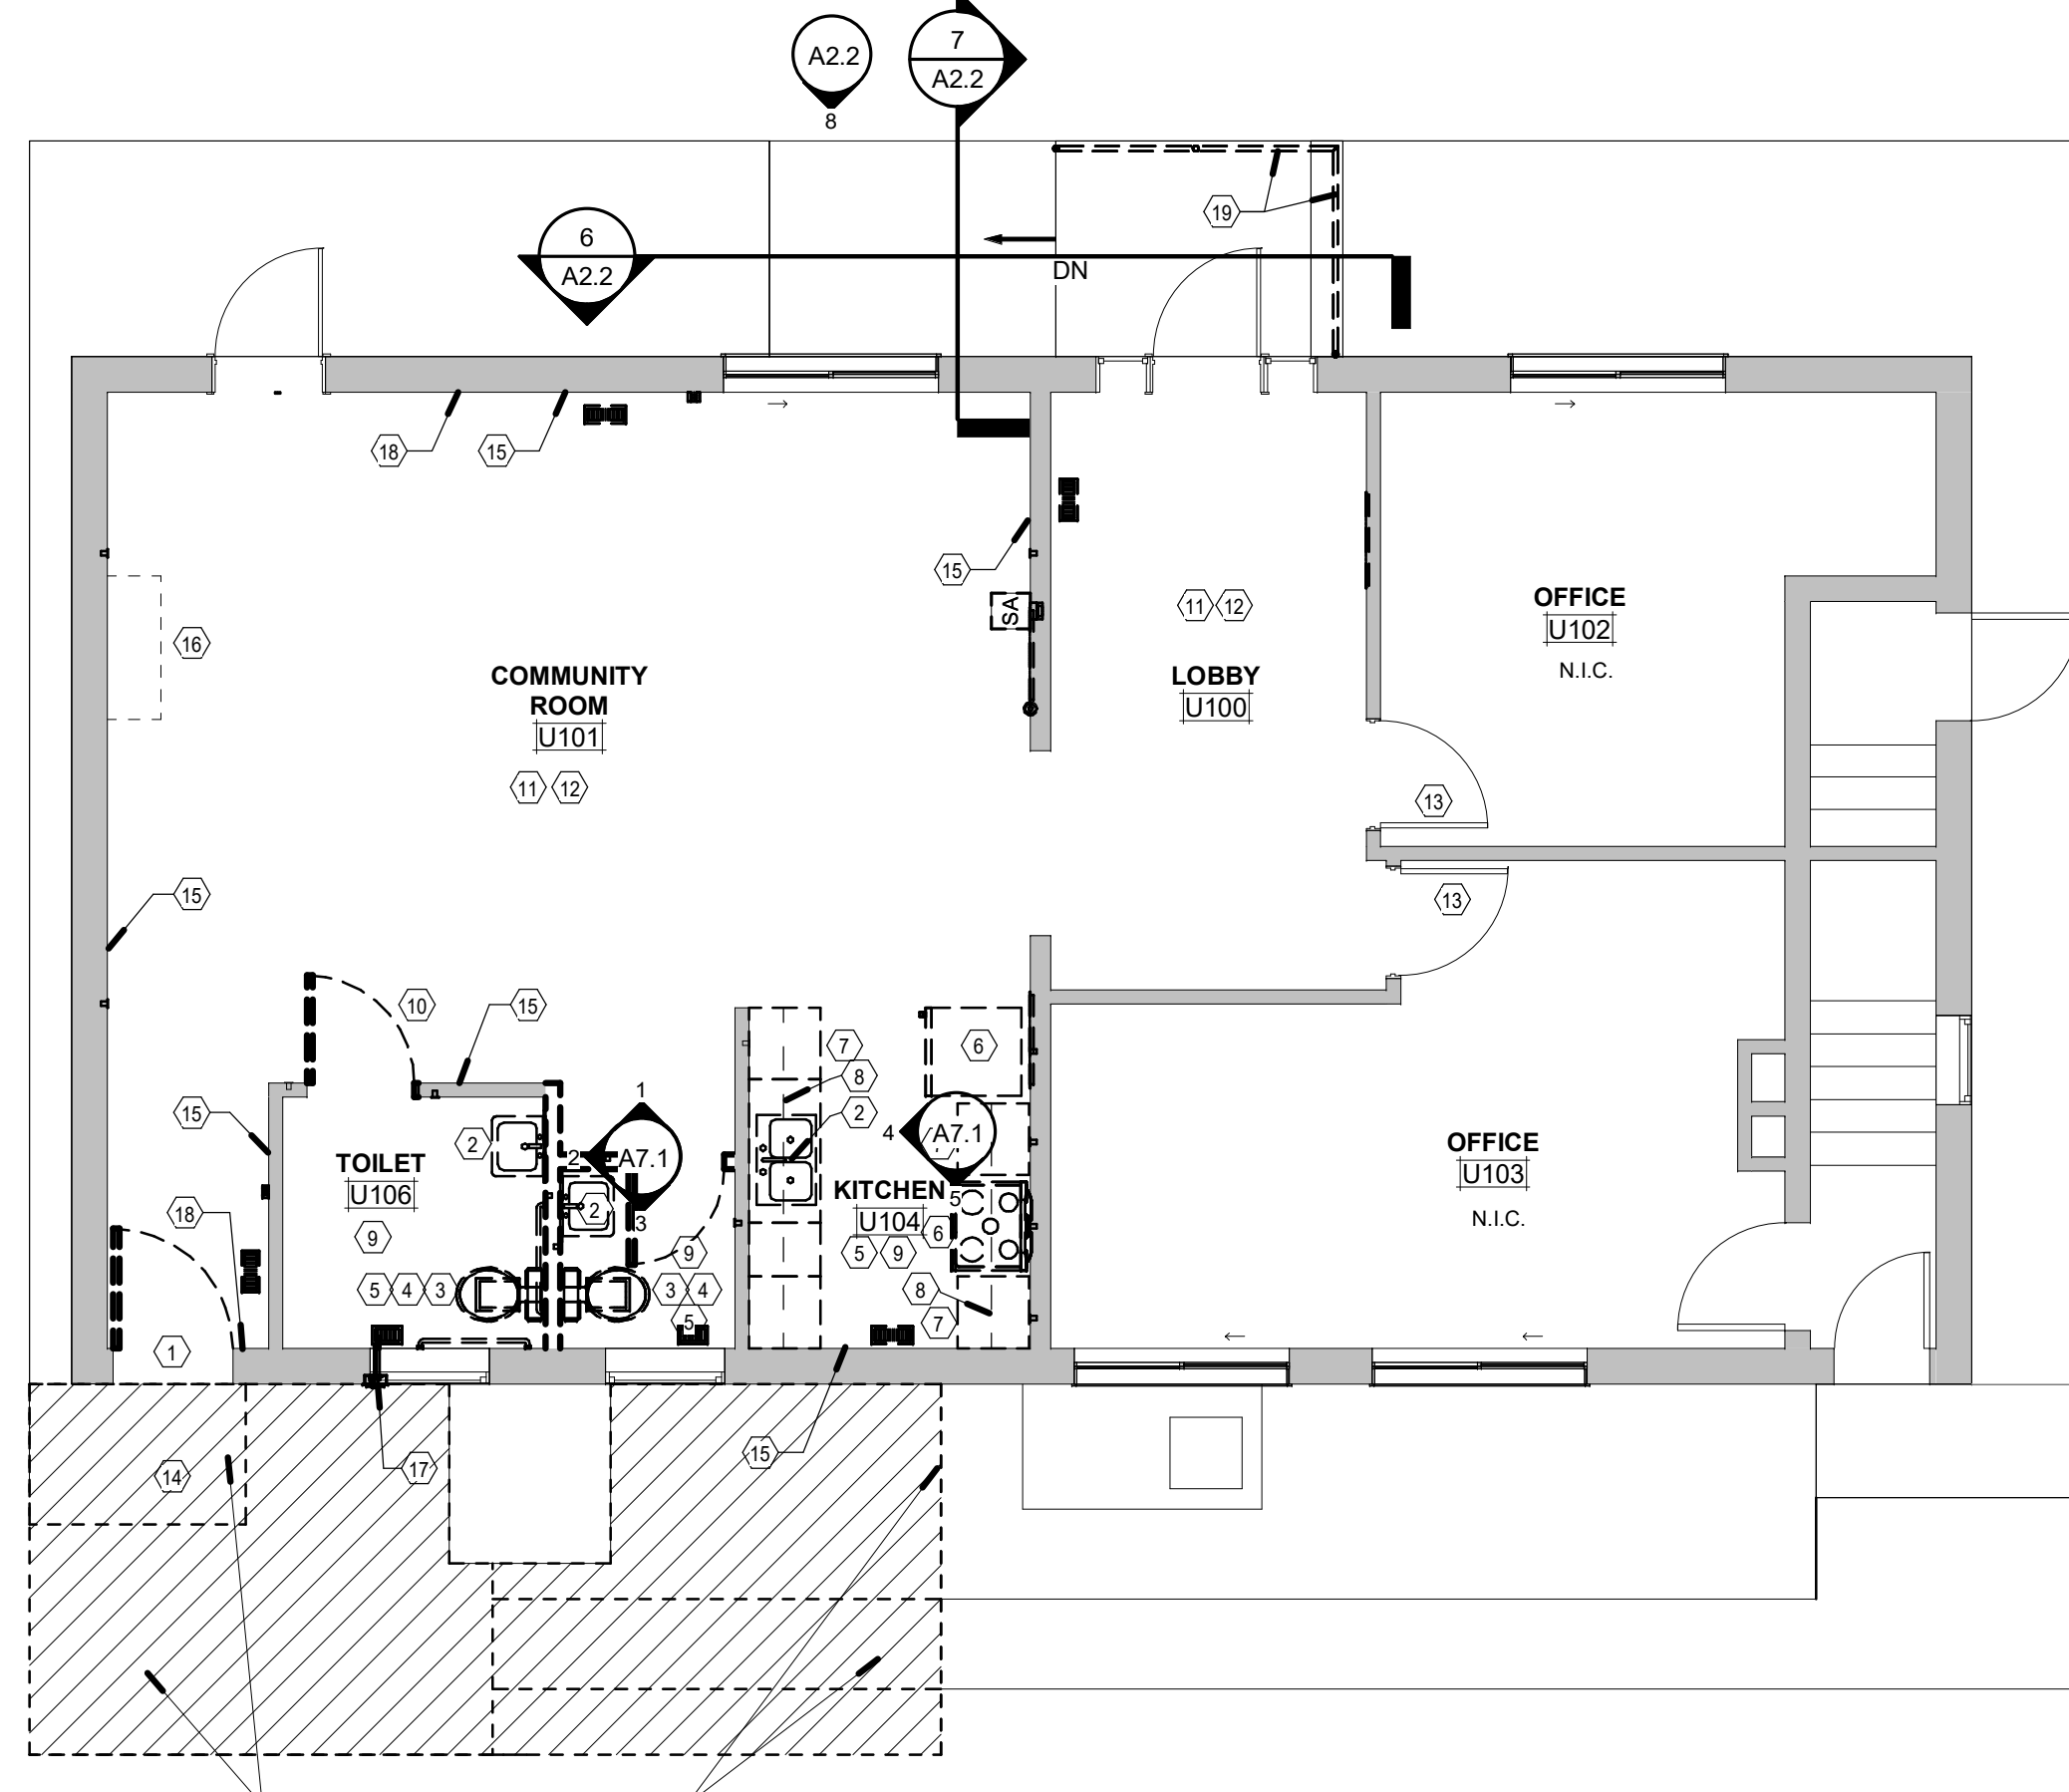 A2.2
8
7
A2.2
19
6
A2.2
DN
18
15
15
SA
11 12
16
COMMUNITY
ROOM
U101
11 12
LOBBY
U100
OFFICE
U102
N.I.C.
13
13
15
10
15
7
6
8
2
1
4
A7.1
15
2
2
A7.1
TOILET
U106
KITCHEN
5
OFFICE
U103
N.I.C.
18
2
3
U104
6
9
9
5 9
5 4 3
3 4
8
5
7
1
14
17
15